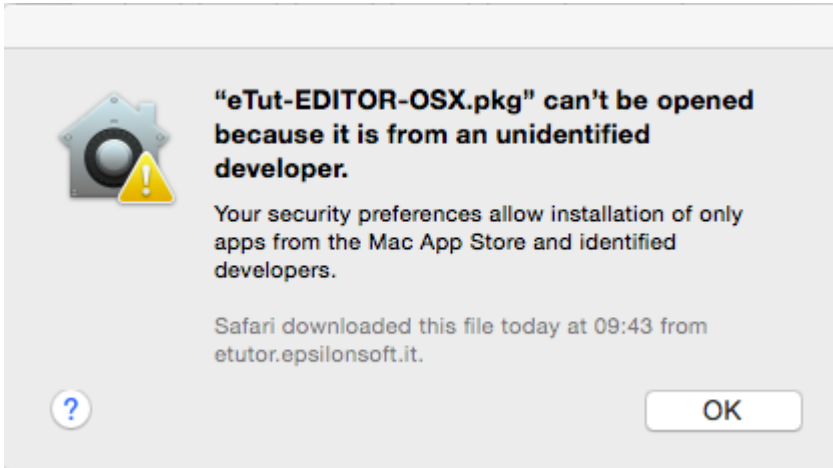 “eTut-EDITOR-OSX.pkg” can’t be opened
because it is from an unidentified
developer.
Your security preferences allow installation of only
apps from the Mac App Store and identified
developers.
Safari downloaded this file today at 09:43 from
etutor.epsilonsoft.it.
?
OK